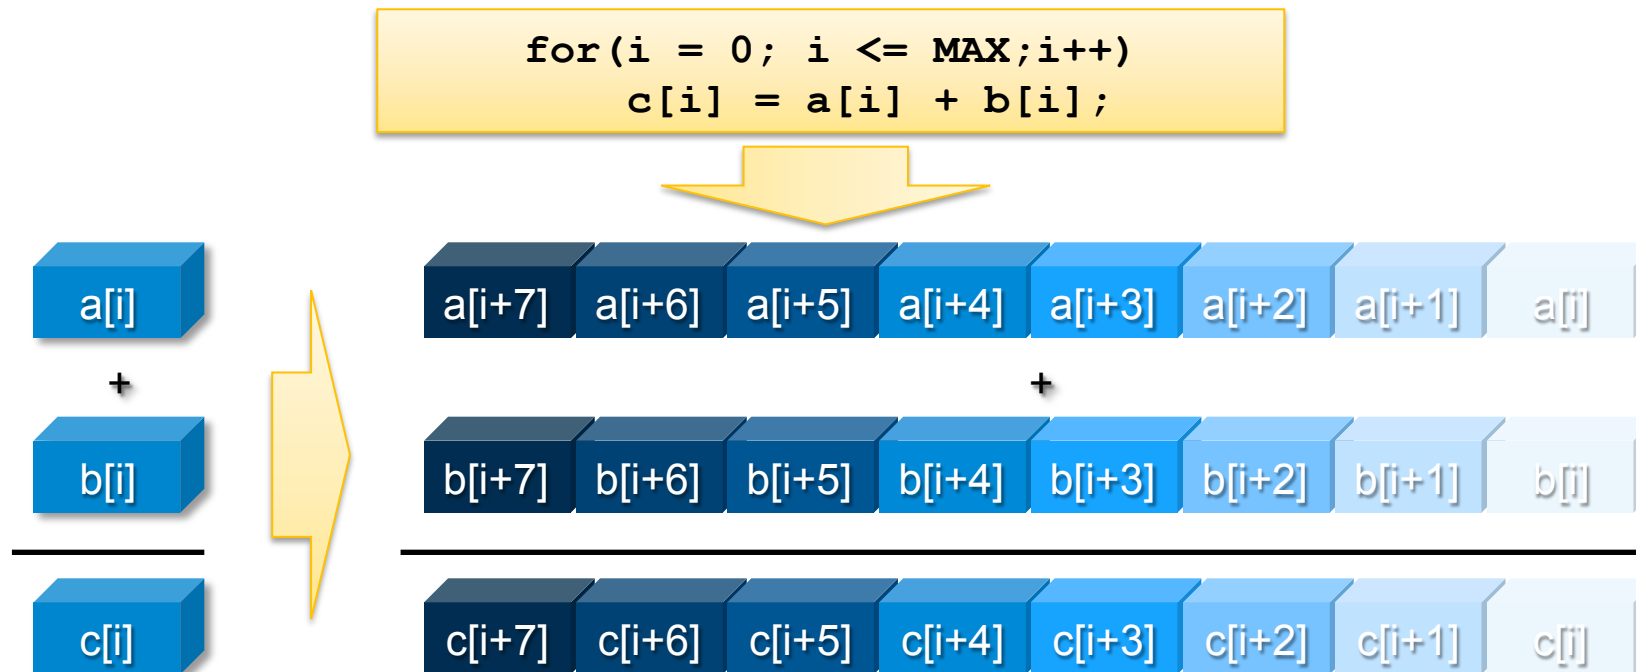 for(i = 0; i <= MAX;i++)
c[i] = a[i] + b[i];
a[i] a[i+7] a[i+6] a[i+5] a[i+4] a[i+3] a[i+2] a[i+1] a[i]
+ +
b[i] b[i+7] b[i+6] b[i+5] b[i+4] b[i+3] b[i+2] b[i+1] b[i]
c[i] c[i+7] c[i+6] c[i+5] c[i+4] c[i+3] c[i+2] c[i+1] c[i]